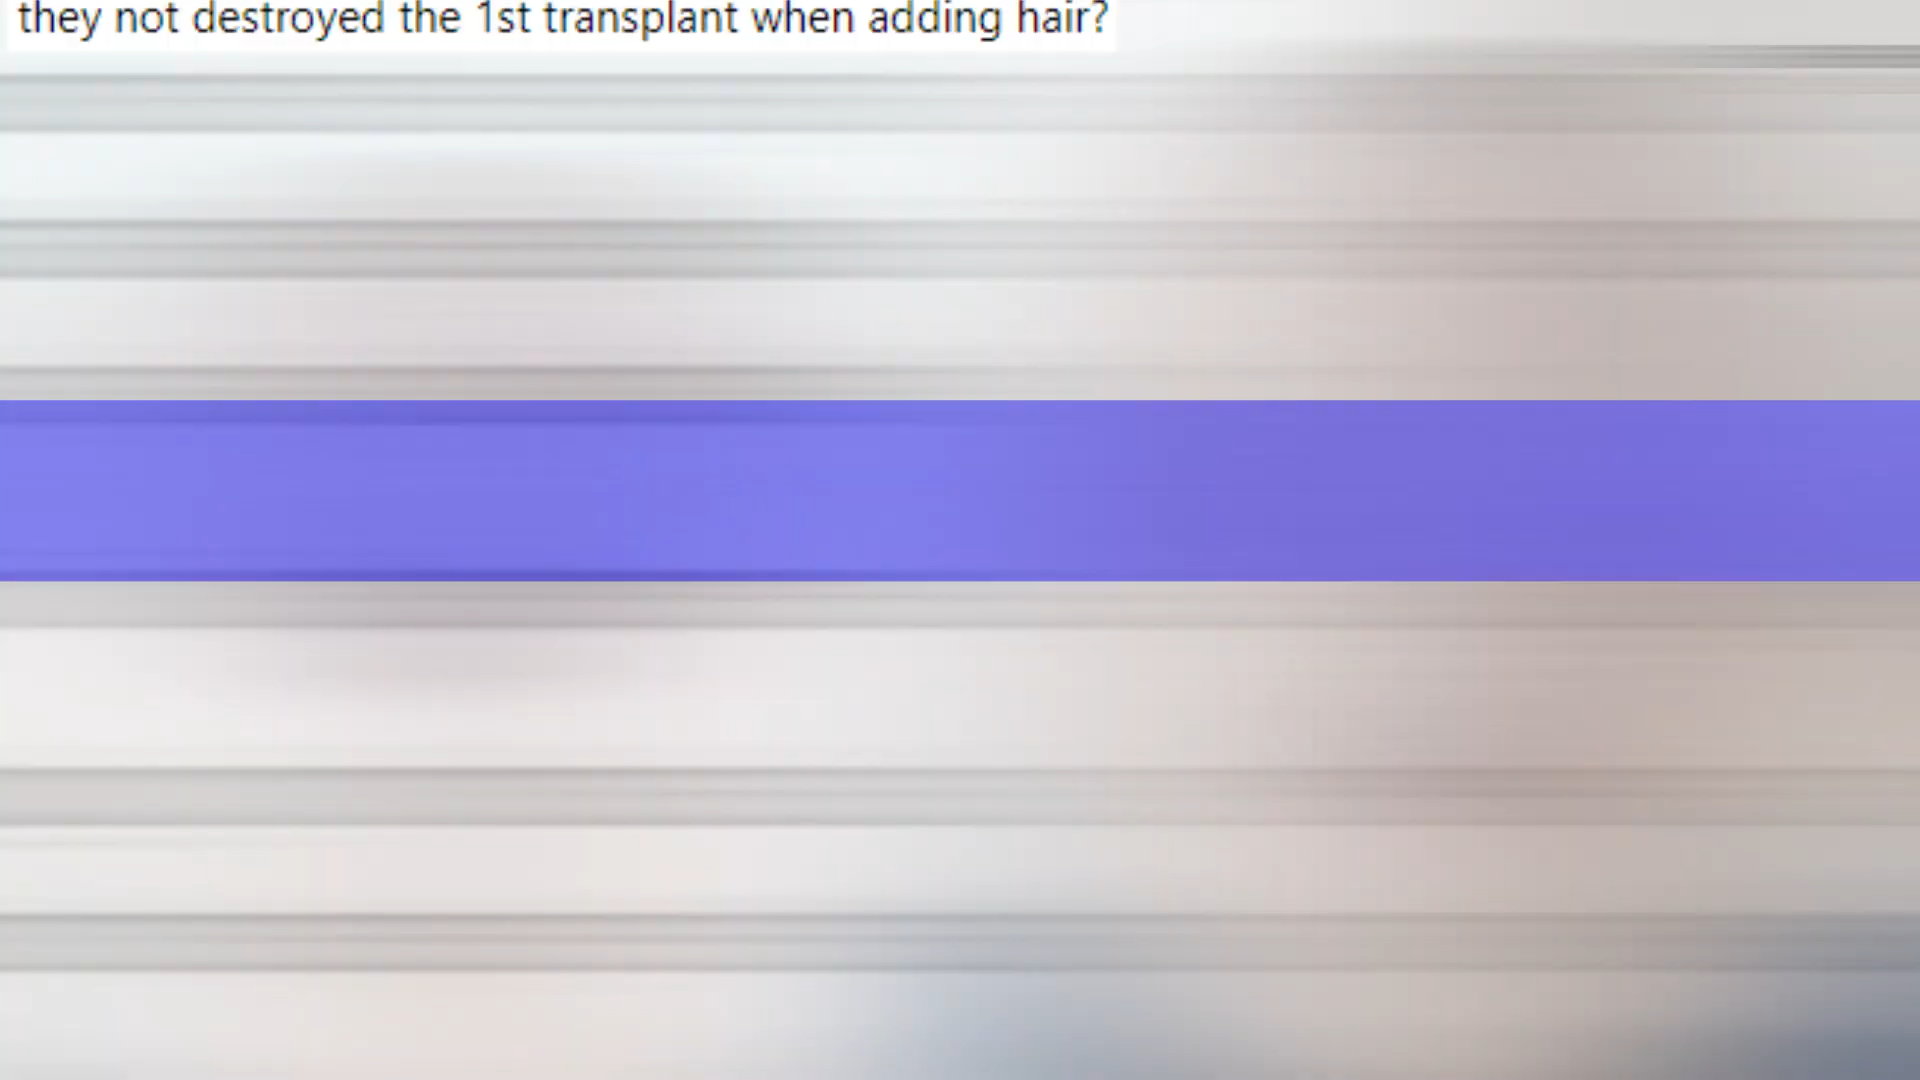 they not destroyed the 1st transplant when adding hair?